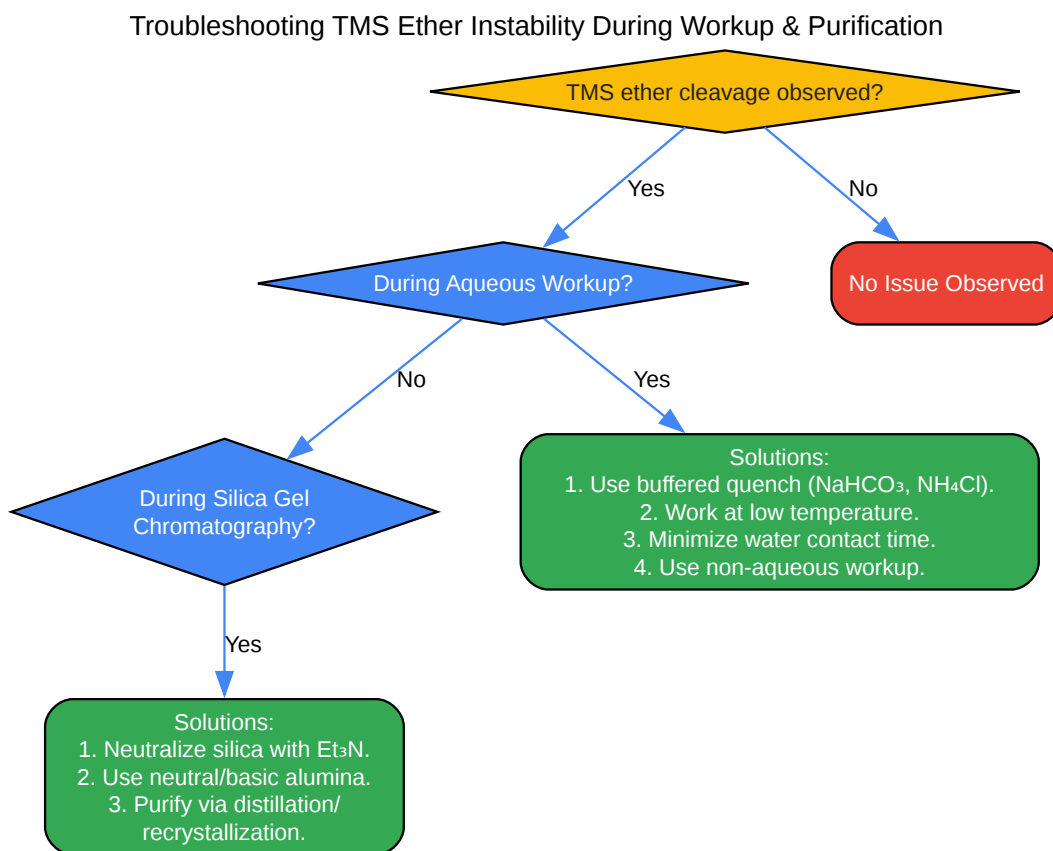 Troubleshooting TMS Ether Instability During Workup & Purification
TMS ether cleavage observed?
Yes
No
During Aqueous Workup?
No Issue Observed
No
Yes
During Silica Gel
Chromatography?
Solutions:
1. Use buffered quench (NaHCO₃, NH₄Cl).
2. Work at low temperature.
3. Minimize water contact time.
4. Use non-aqueous workup.
Yes
Solutions:
1. Neutralize silica with Et₃N.
2. Use neutral/basic alumina.
3. Purify via distillation/
recrystallization.